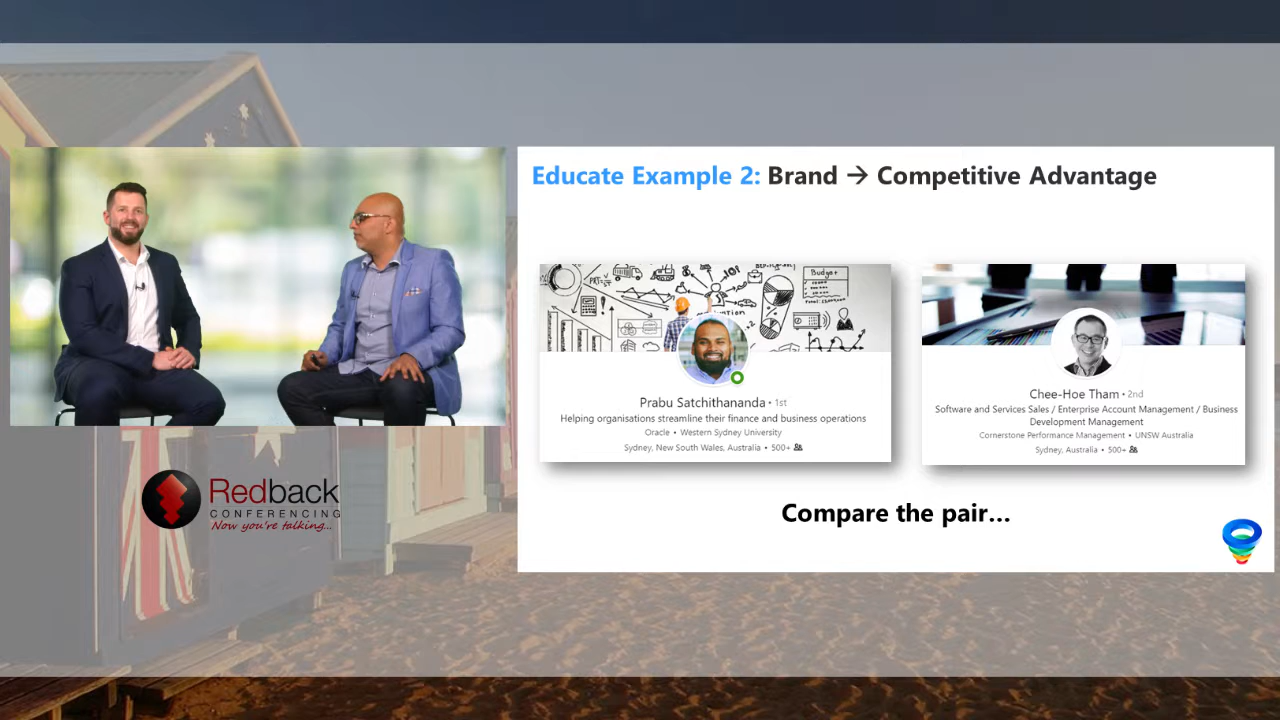 Educate Example 2: Brand → Competitive Advantage
Budget
Prabu Satchithananda • 1st
Helping organisations streamline their finance and business operations
Oracle • Western Sydney University
Sydney, New South Wales, Australia • 500+
Chee-Hoe Tham • 2nd
Software and Services Sales / Enterprise Account Management / Business
Development Management
Cornerstone Performance Management • UNSW Australia
Sydney, Australia • 500+
Compare the pair...
Redback
CONFERENCING
Now you're talking...